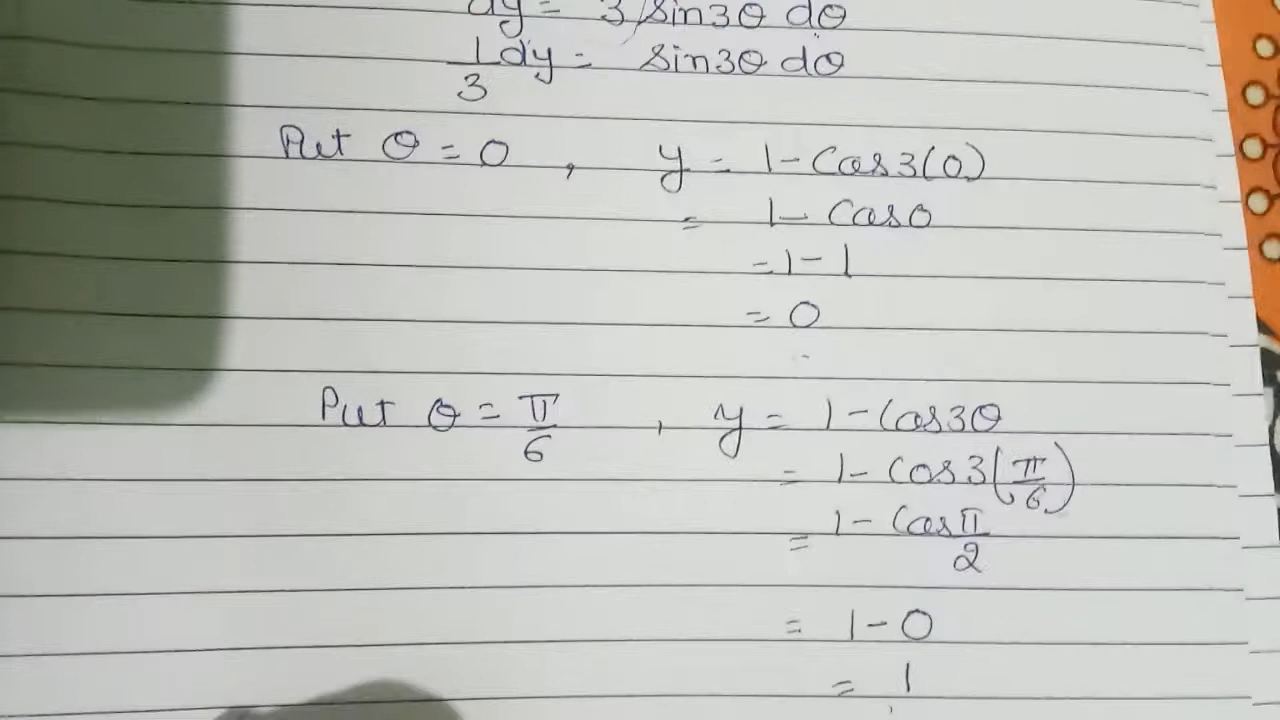 dy = 3 sin3θ dθ
1/3 dy = sin3θ dθ
Put θ = 0 , y = 1 - Cos3(0)
= 1 - Cos0
= 1 - 1
= 0
Put θ = π/6 , y = 1 - Cos3θ
= 1 - Cos3(π/6)
= 1 - Cos π/2
= 1 - 0
= 1